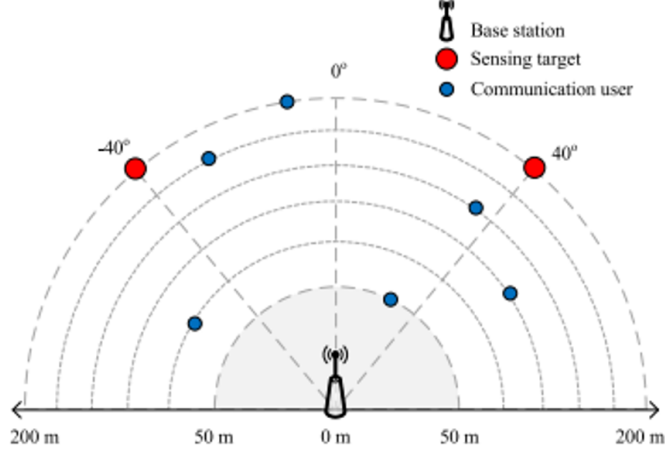 Base station
Sensing target
Communication user
0°
-40°
40°
200 m
50 m
0 m
50 m
200 m